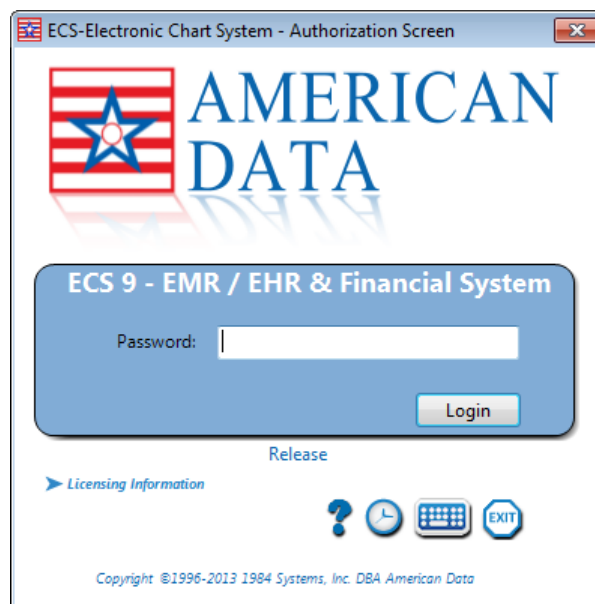 ECS-Electronic Chart System - Authorization Screen
AMERICAN
DATA
ECS 9 - EMR / EHR & Financial System
Password:
Login
Release
Licensing Information
?
EXIT
Copyright ©1996-2013 1984 Systems, Inc. DBA American Data